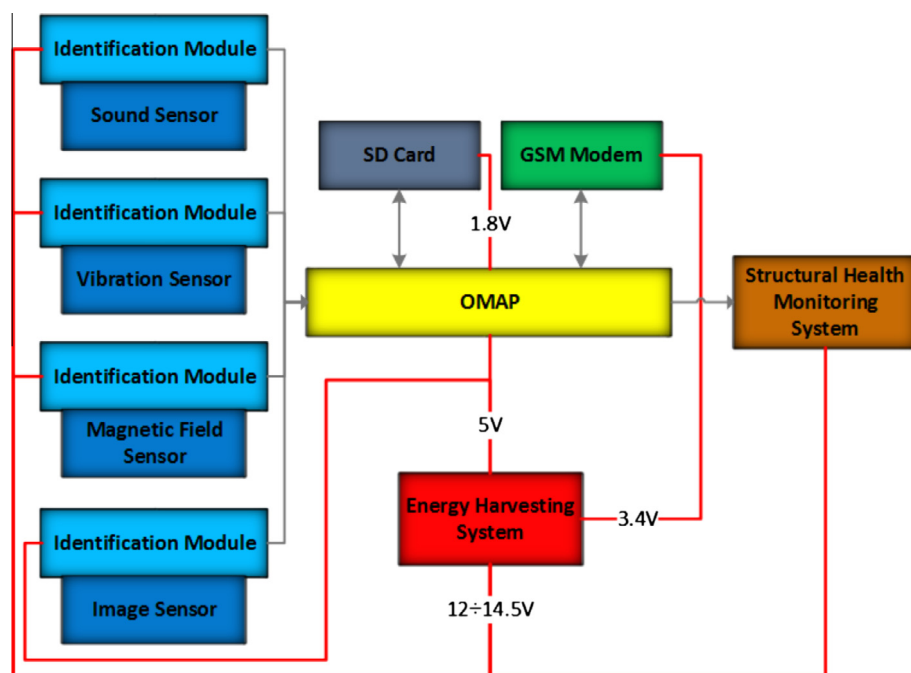 Identification Module
Sound Sensor
SD Card
GSM Modem
Identification Module
1.8V
Vibration Sensor
Structural Health
Monitoring
System
OMAP
Identification Module
Magnetic Field
Sensor
5V
Energy Harvesting
System
3.4V
Identification Module
Image Sensor
12÷14.5V